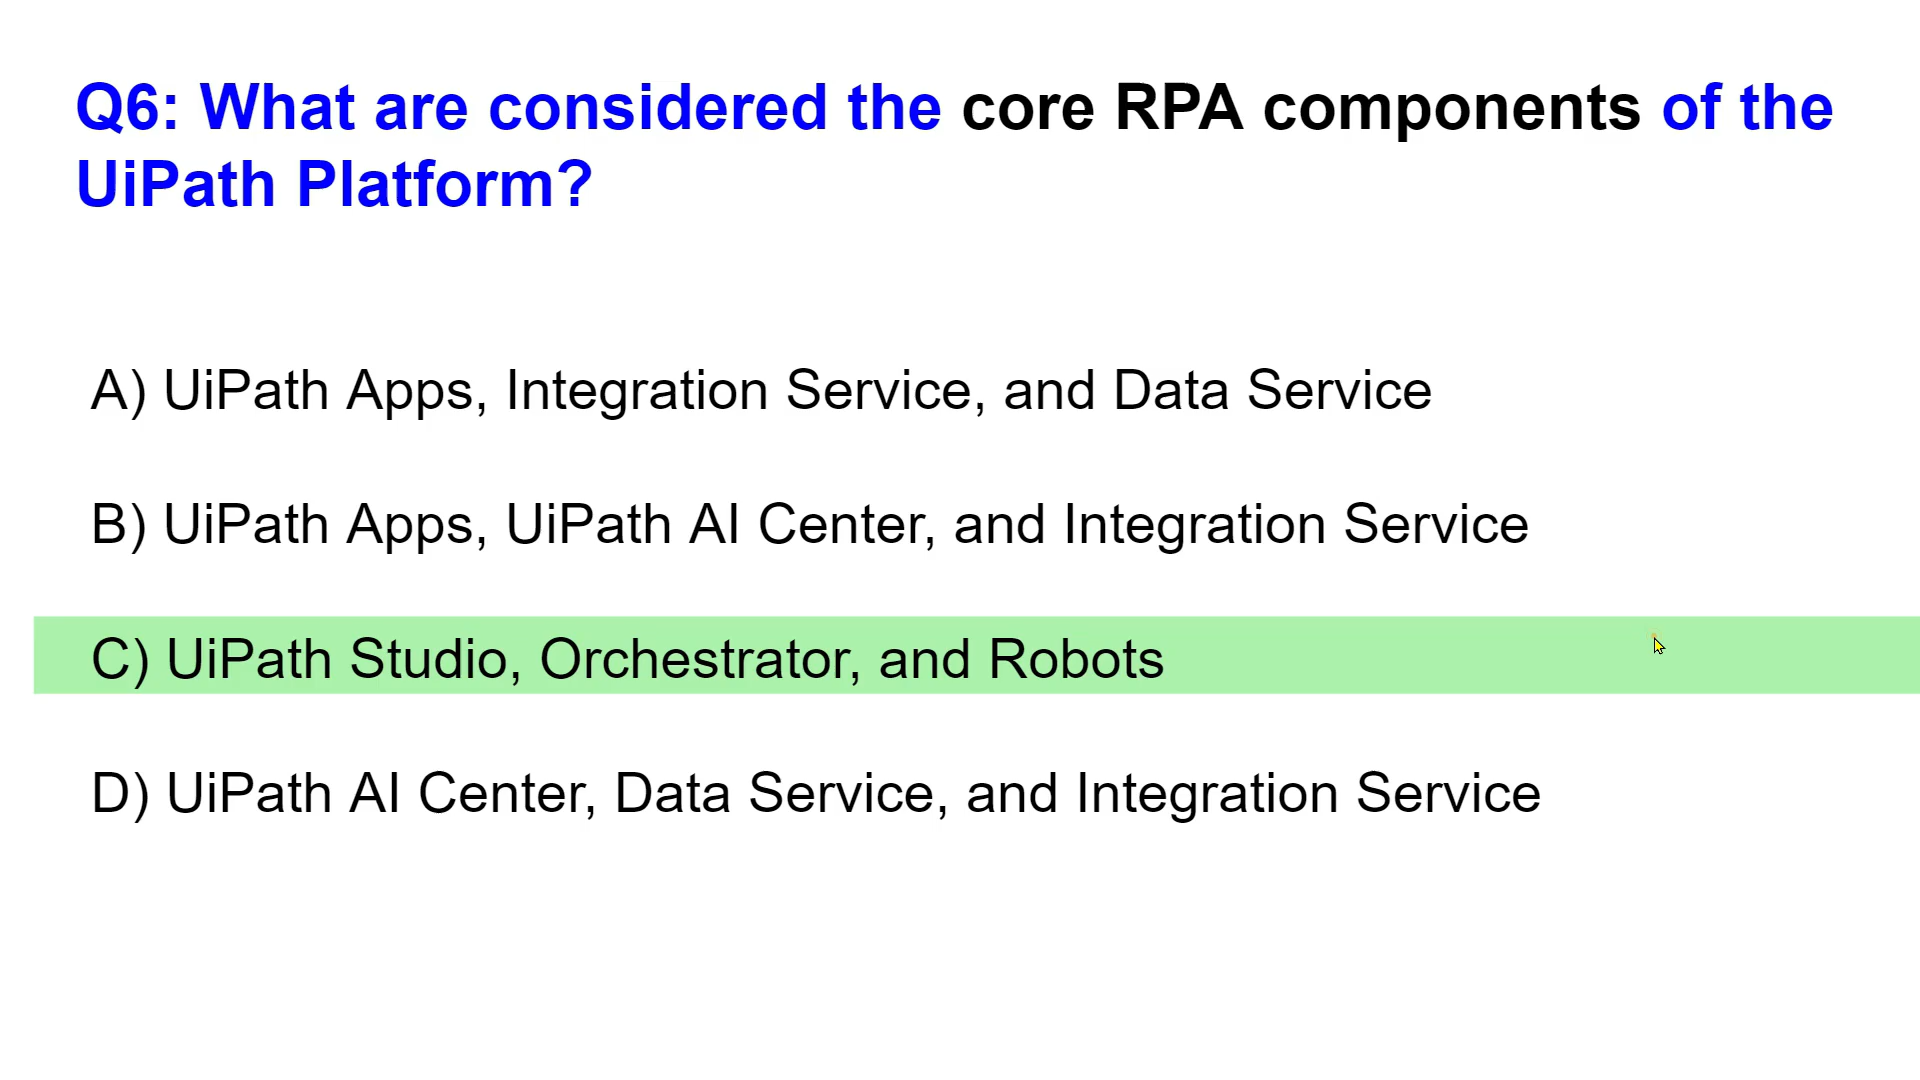 Q6: What are considered the core RPA components of the
UiPath Platform?
A) UiPath Apps, Integration Service, and Data Service
B) UiPath Apps, UiPath AI Center, and Integration Service
C) UiPath Studio, Orchestrator, and Robots
D) UiPath AI Center, Data Service, and Integration Service